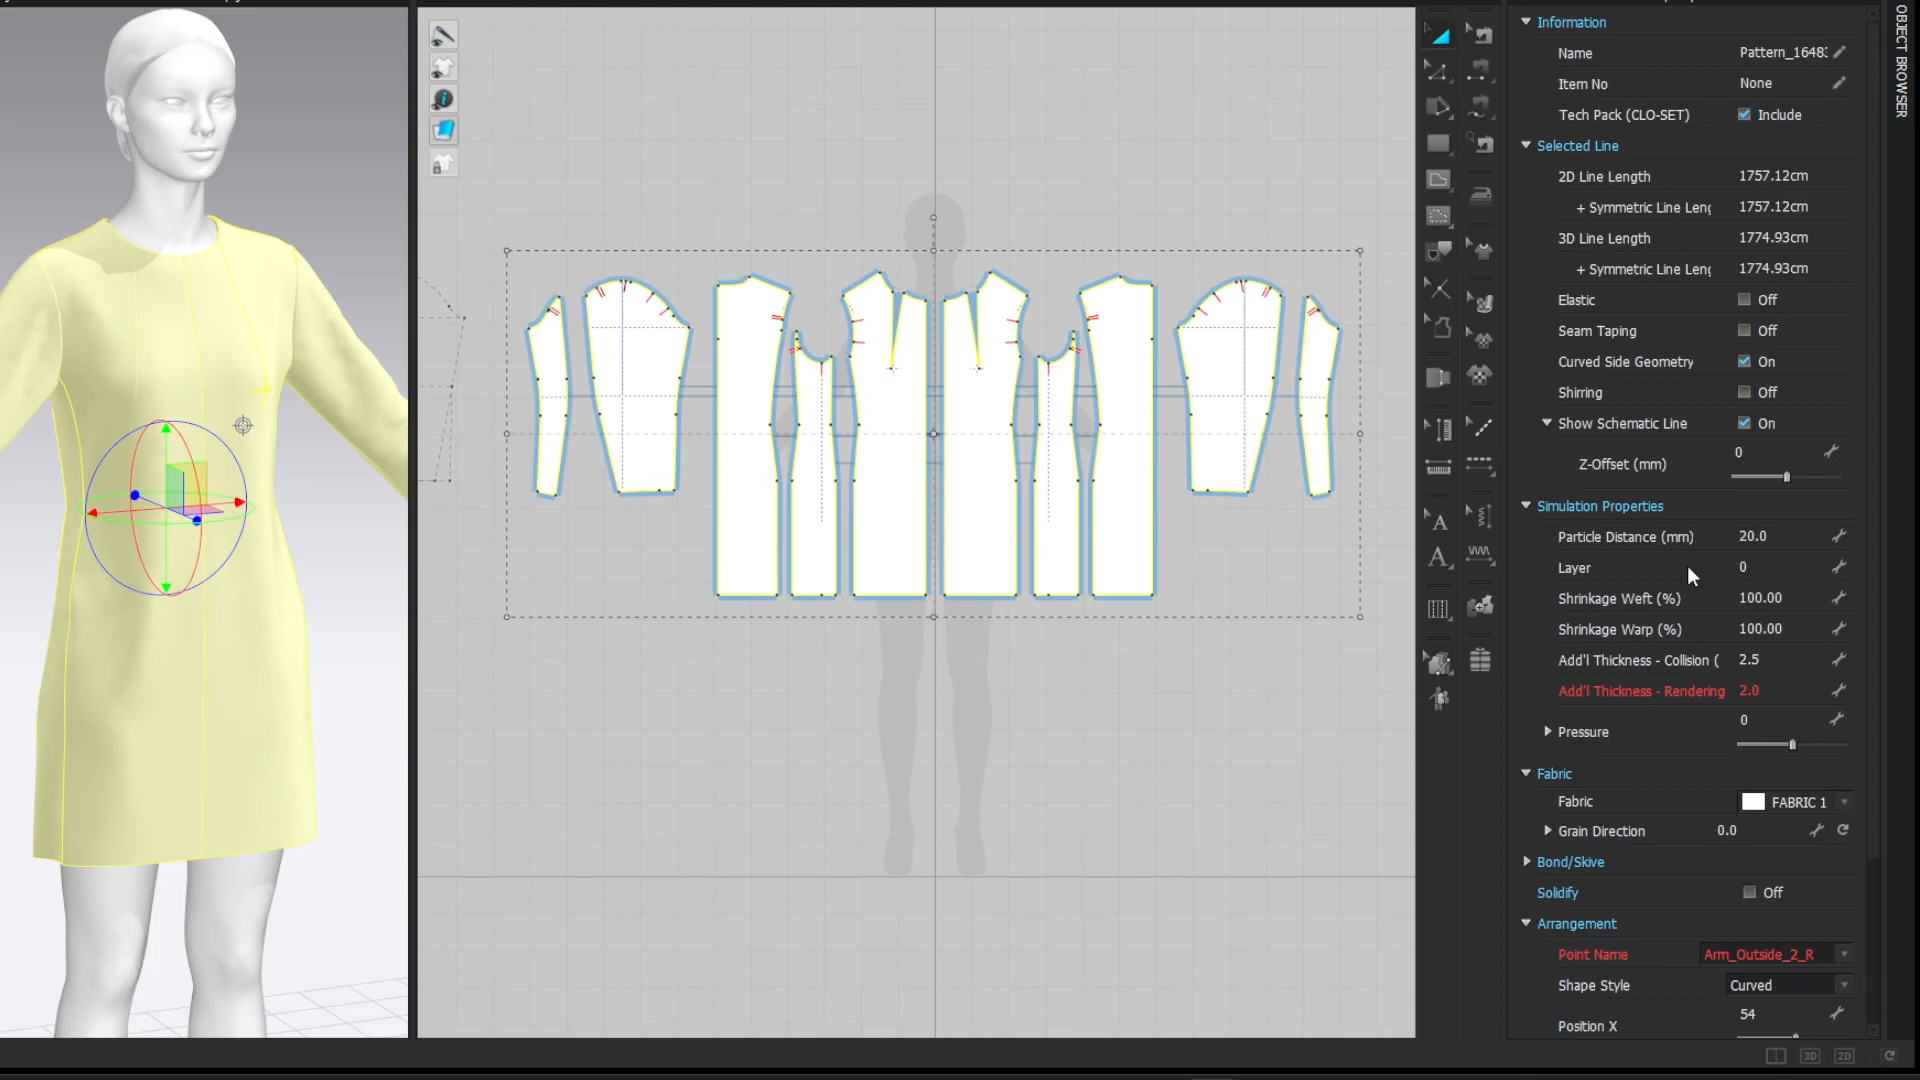 Information
Name Pattern_1648
Item No None
Tech Pack (CLO-SET) Include
Selected Line
2D Line Length 1757.12cm
+ Symmetric Line Leng 1757.12cm
3D Line Length 1774.93cm
+ Symmetric Line Leng 1774.93cm
Elastic Off
Seam Taping Off
Curved Side Geometry On
Shirring Off
Show Schematic Line On
Z-Offset (mm) 0
Simulation Properties
Particle Distance (mm) 20.0
Layer 0
Shrinkage Weft (%) 100.00
Shrinkage Warp (%) 100.00
Add'l Thickness - Collision ( 2.5
Add'l Thickness - Rendering 2.0
Pressure 0
Fabric
Fabric FABRIC 1
Grain Direction 0.0
Bond/Skive
Solidify Off
Arrangement
Point Name Arm_Outside_2_R
Shape Style Curved
Position X 54
OBJECT BROWSER
3D 2D